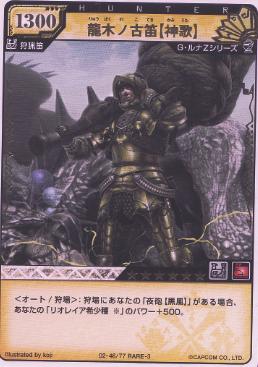 HUNTER
1300
龍木ノ古笛【神歌】
狩猟笛
G・ルナZシリーズ
<オート/狩場>:狩場にあなたの「夜砲【黒風】」がある場合、
あなたの「リオレイア希少種 ※」のパワー+500。
Illustrated by koo
02-46/77 RARE-3
©CAPCOM CO., LTD.